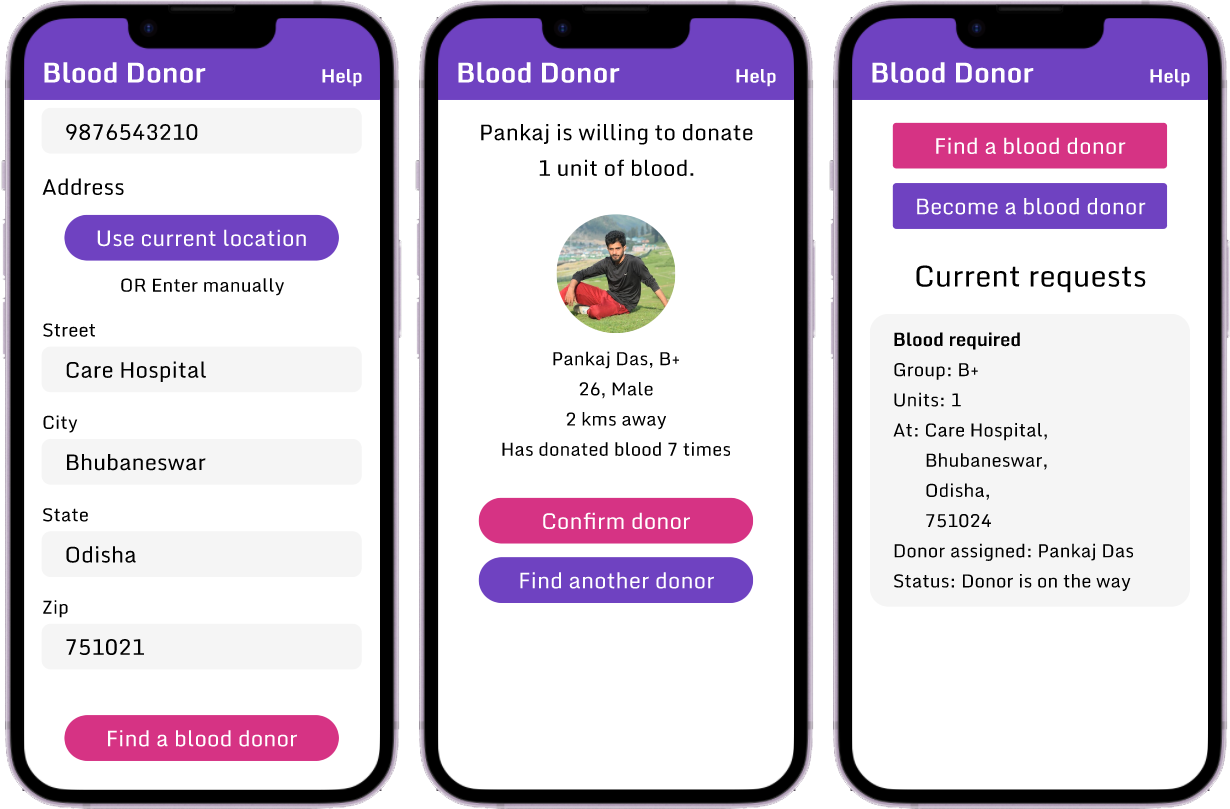 Blood Donor
Help
9876543210
Address
Use current location
OR Enter manually
Street
Care Hospital
City
Bhubaneswar
State
Odisha
Zip
751021
Find a blood donor
Blood Donor
Help
Pankaj is willing to donate
1 unit of blood.
Pankaj Das, B+
26, Male
2 kms away
Has donated blood 7 times
Confirm donor
Find another donor
Blood Donor
Help
Find a blood donor
Become a blood donor
Current requests
Blood required
Group: B+
Units: 1
At: Care Hospital,
Bhubaneswar,
Odisha,
751024
Donor assigned: Pankaj Das
Status: Donor is on the way